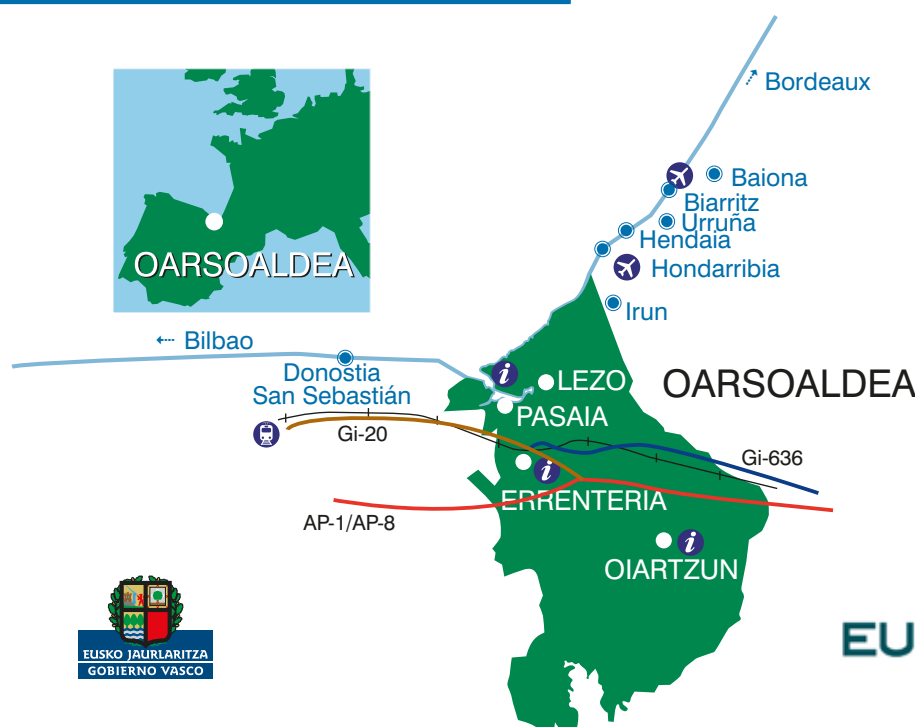 Bordeaux
Baiona
Biarritz
Urruña
Hendaia
Hondarribia
Irun
OARSOALDEA
Bilbao
Donostia
San Sebastián
LEZO
OARSOALDEA
PASAIA
Gi-20
Gi-636
ERRENTERIA
AP-1/AP-8
OIARTZUN
EUSKO JAURLARITZA
GOBIERNO VASCO
EU